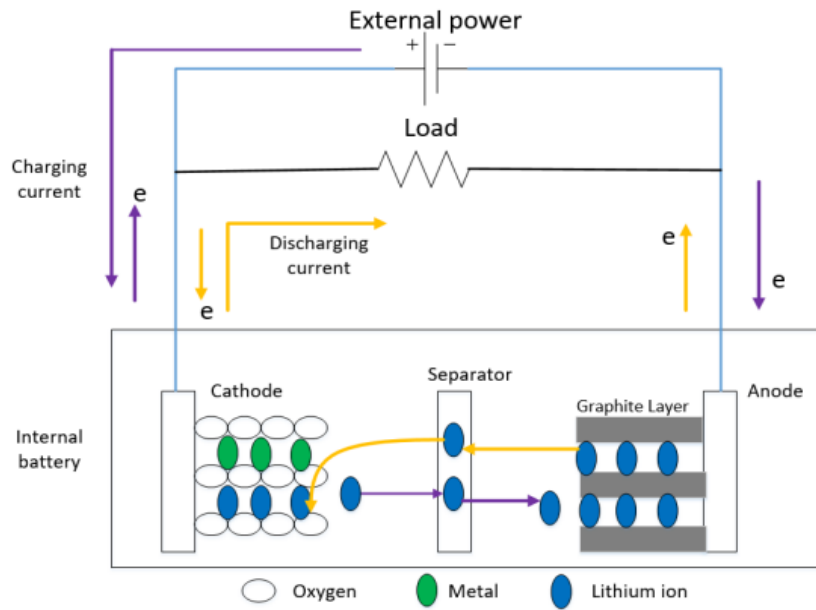 External power
+ −
Load
Charging
current
e
Discharging
current
e
e
e
Cathode
Separator
Graphite Layer
Anode
Internal
battery
Oxygen
Metal
Lithium ion